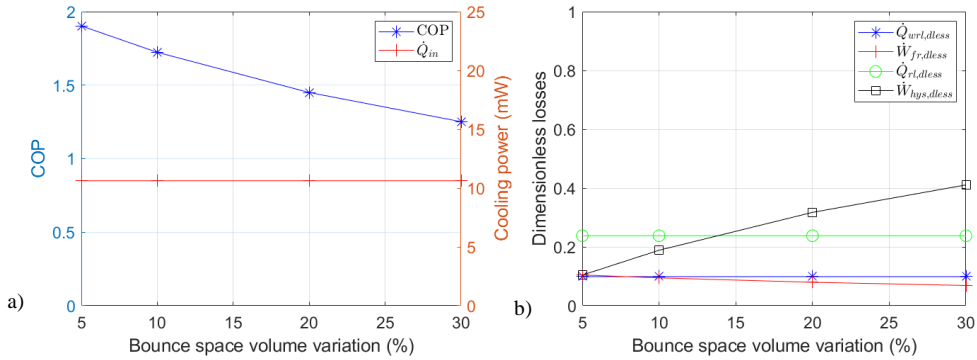 2
1.5
1
0.5
0
COP
25
20
15
10
5
0
Cooling power (mW)
COP
Q̇in
5 10 15 20 25 30
Bounce space volume variation (%)
a)
1
0.8
0.6
0.4
0.2
0
Dimensionless losses
Q̇wrl,dless
Ẇfr,dless
Q̇rl,dless
Ẇhys,dless
5 10 15 20 25 30
Bounce space volume variation (%)
b)